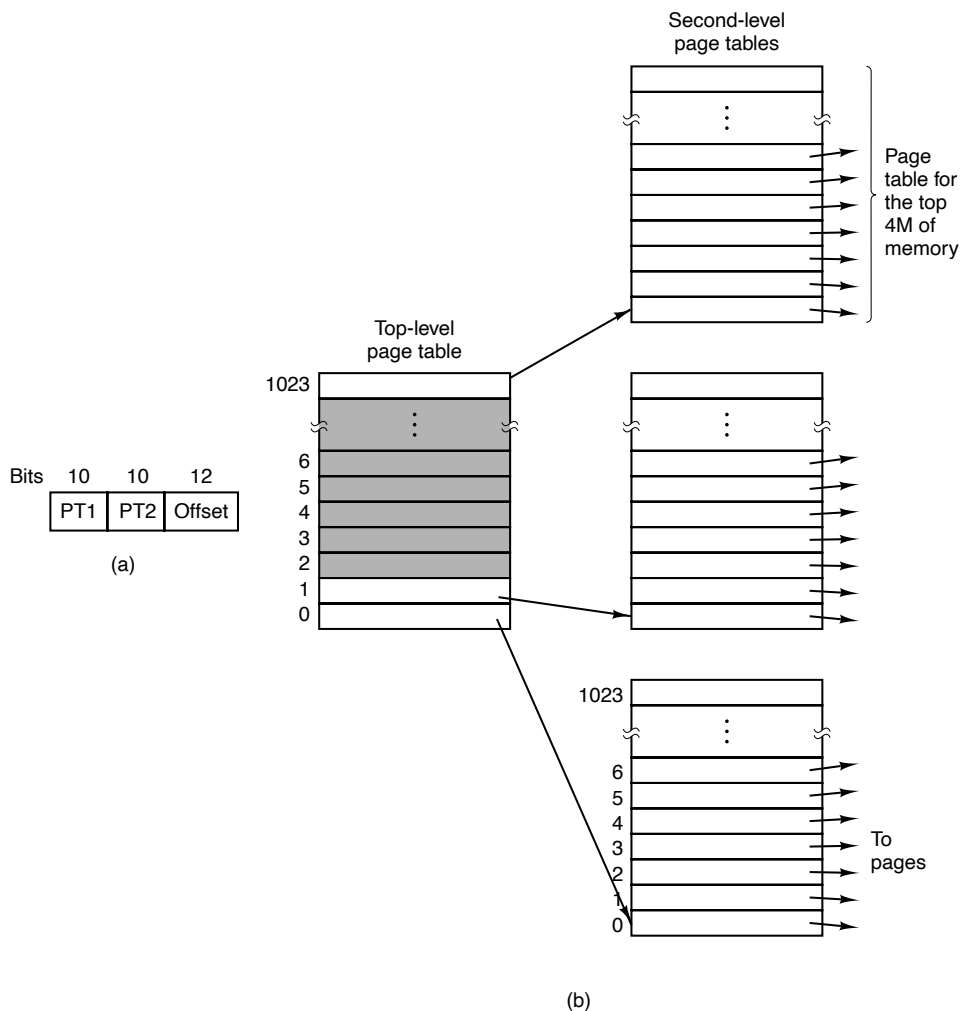 Second-level
page tables
Page
table for
the top
4M of
memory
Top-level
page table
1023
6
5
4
3
2
1
0
Bits 10 10 12
PT1 PT2 Offset
(a)
1023
6
5
4
3
2
1
0
To
pages
(b)